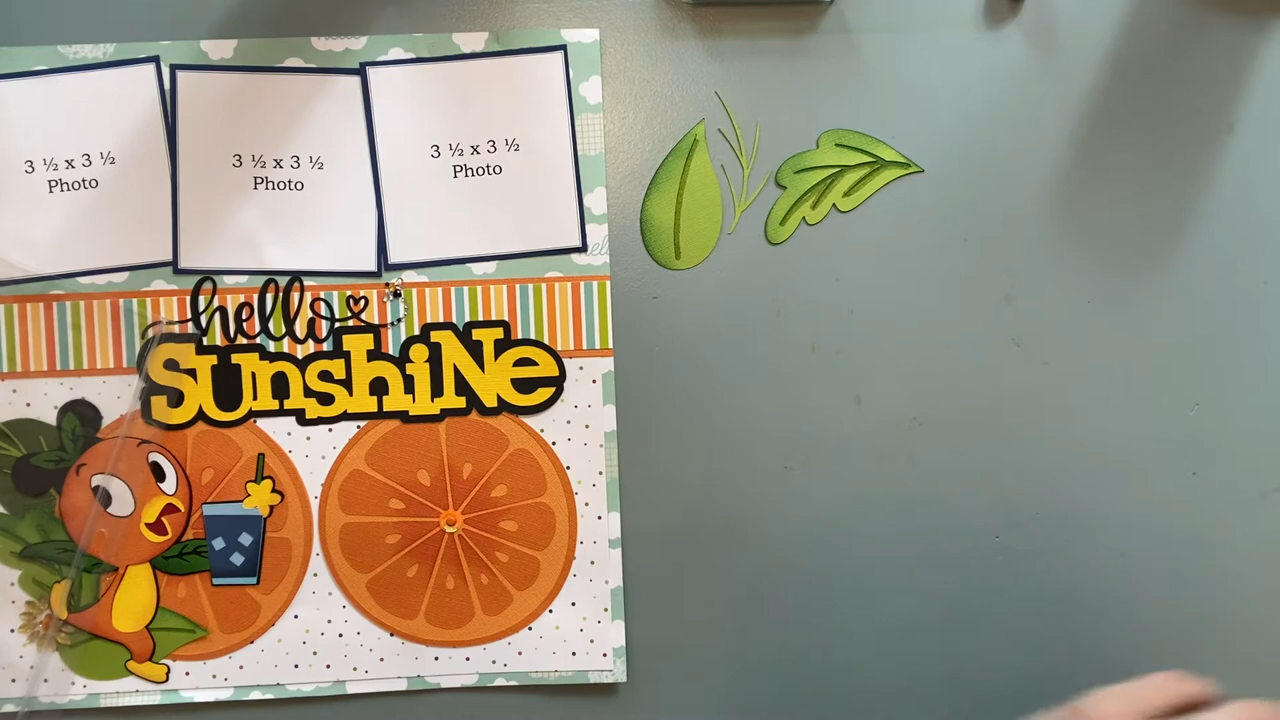 3 ½ x 3 ½
Photo
3 ½ x 3 ½
Photo
3 ½ x 3 ½
Photo
hello
SuNshiNe